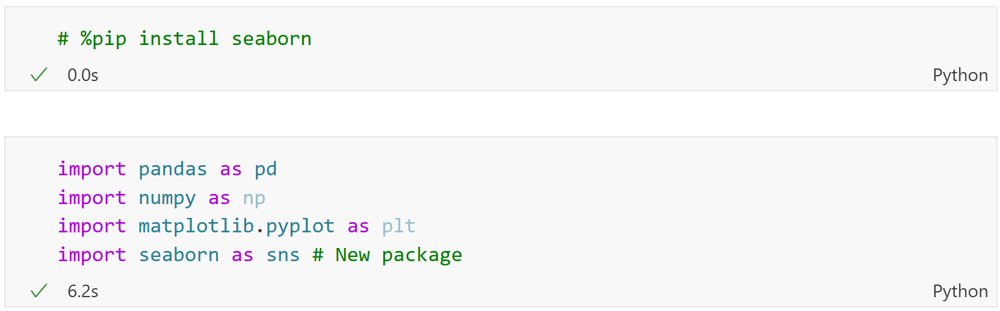 # %pip install seaborn
0.0s Python
import pandas as pd
import numpy as np
import matplotlib.pyplot as plt
import seaborn as sns # New package
6.2s Python